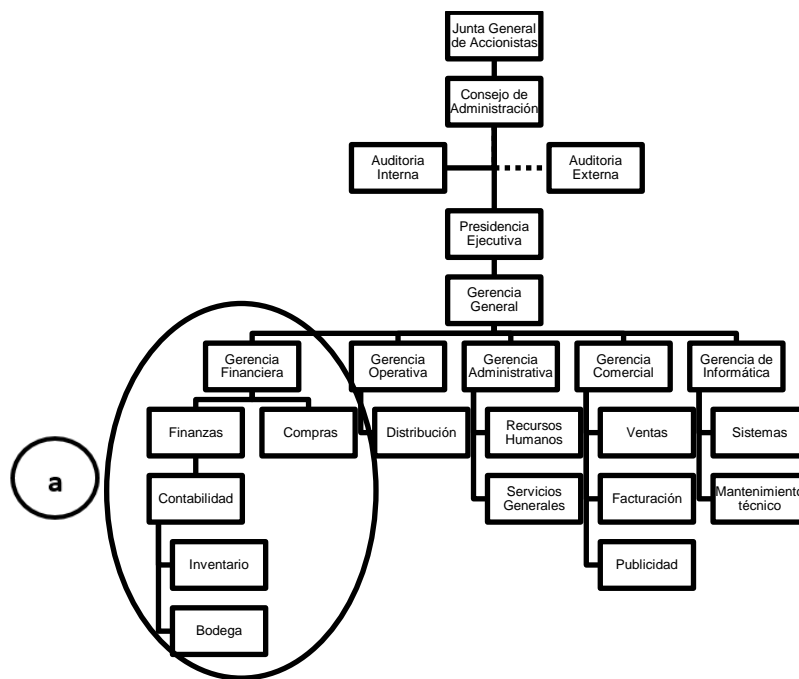 Junta General
de Accionistas
Consejo de
Administración
Auditoria
Interna
Auditoria
Externa
Presidencia
Ejecutiva
Gerencia
General
Gerencia
Financiera
Gerencia
Operativa
Gerencia
Administrativa
Gerencia
Comercial
Gerencia de
Informática
Finanzas
Compras
Distribución
Recursos
Humanos
Ventas
Sistemas
a
Contabilidad
Servicios
Generales
Facturación
Mantenimiento
técnico
Inventario
Publicidad
Bodega